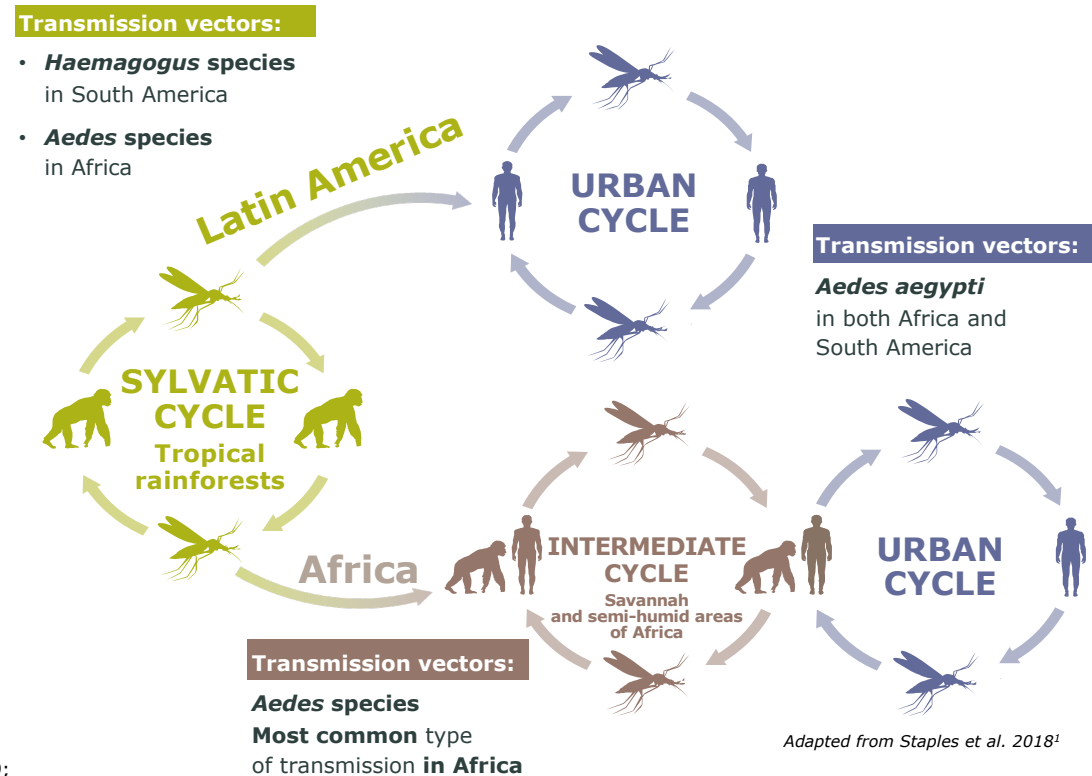 Transmission vectors:
• Haemagogus species
in South America
• Aedes species
in Africa
Latin America
URBAN
CYCLE
Transmission vectors:
Aedes aegypti
in both Africa and
South America
SYLVATIC
CYCLE
Tropical
rainforests
Africa
INTERMEDIATE
CYCLE
Savannah
and semi-humid areas
of Africa
URBAN
CYCLE
Transmission vectors:
Aedes species
Most common type
of transmission in Africa
Adapted from Staples et al. 2018¹